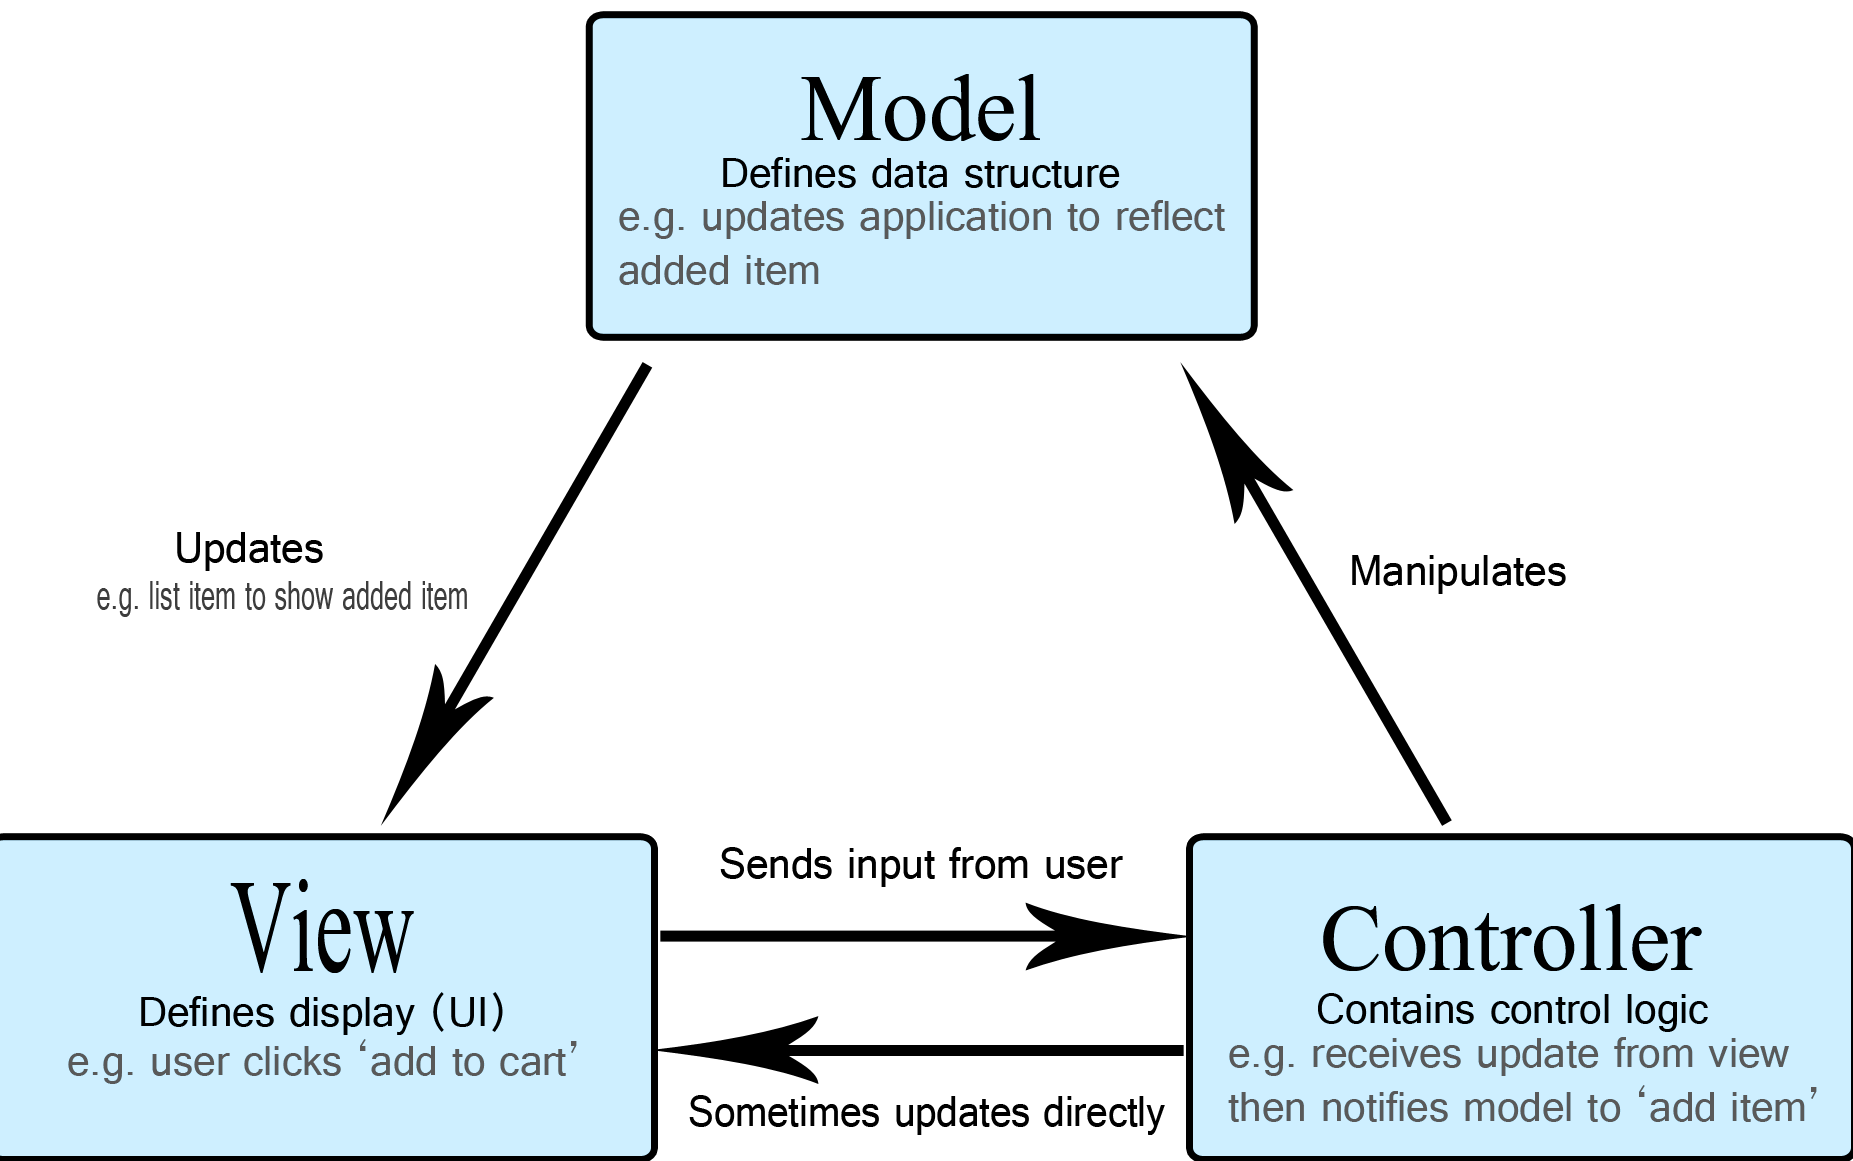 Model
Defines data structure
e.g. updates application to reflect
added item
Updates
e.g. list item to show added item
Manipulates
Sends input from user
View
Defines display (UI)
e.g. user clicks ‘add to cart’
Controller
Contains control logic
e.g. receives update from view
then notifies model to ‘add item’
Sometimes updates directly